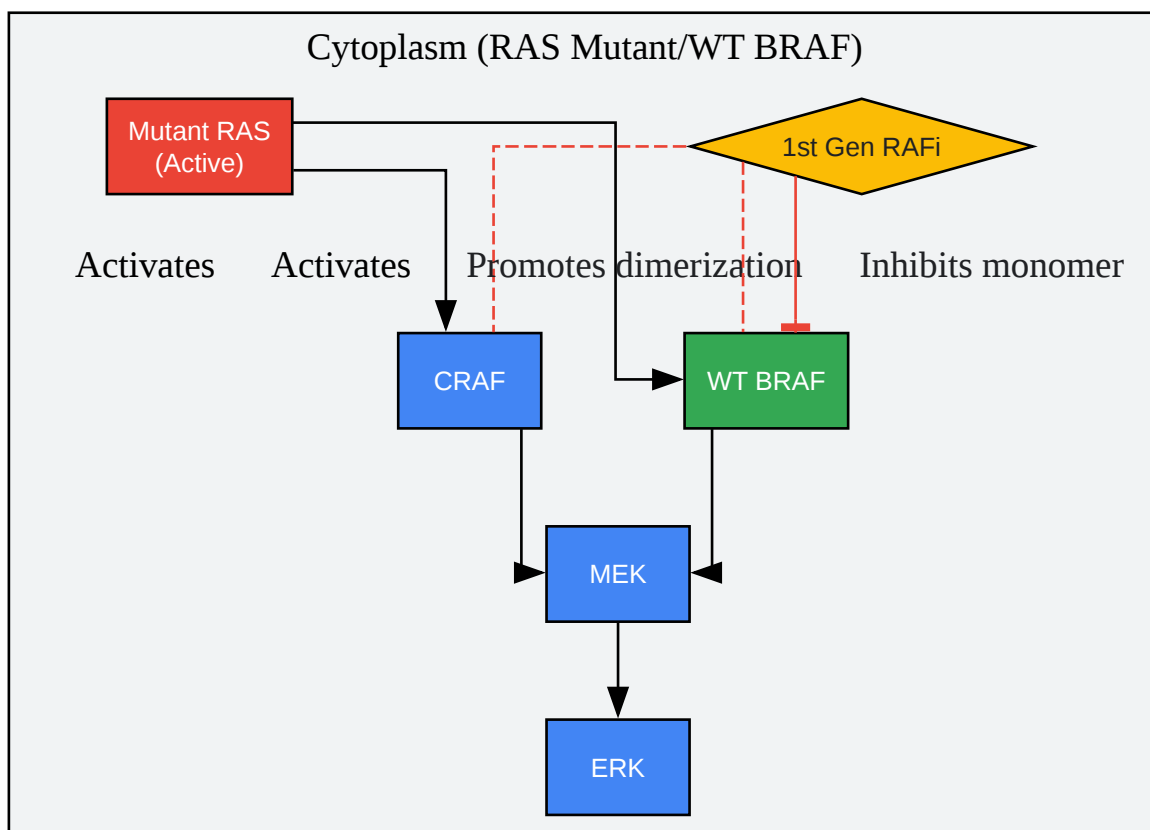 Cytoplasm (RAS Mutant/WT BRAF)
Mutant RAS
(Active)
1st Gen RAFi
Activates
Activates
Promotes dimerization
Inhibits monomer
CRAF
WT BRAF
MEK
ERK